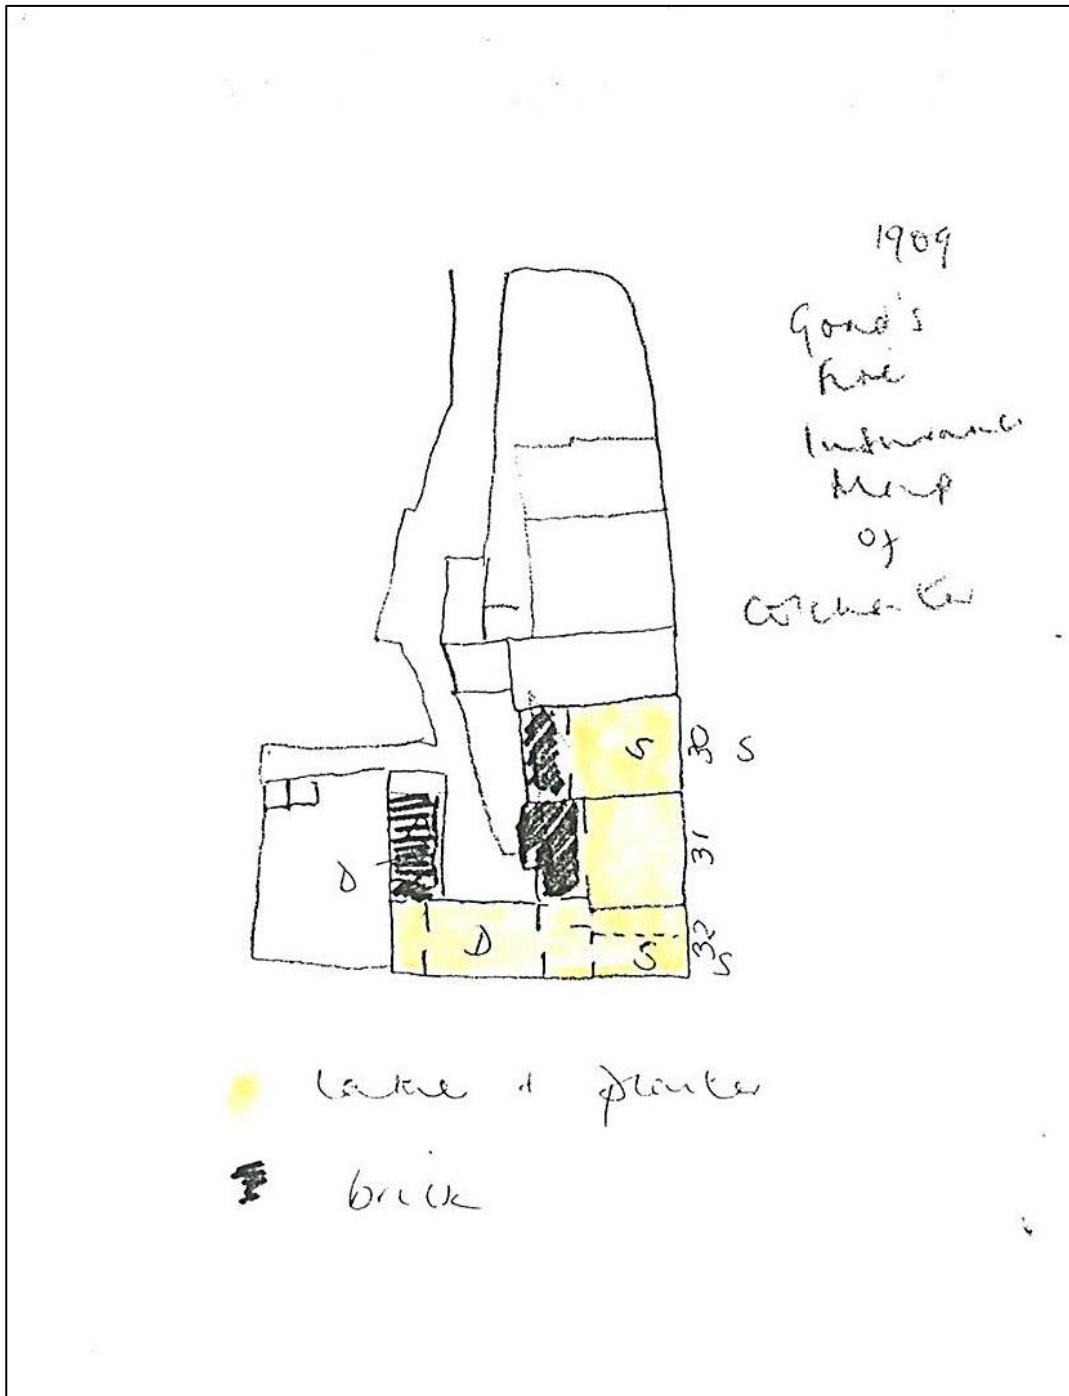 1909
Goad's
Fire
Insurance
Map
of
Colchester
S
30 S
31
D
D
S
32
S
Lathe + plaster
brick